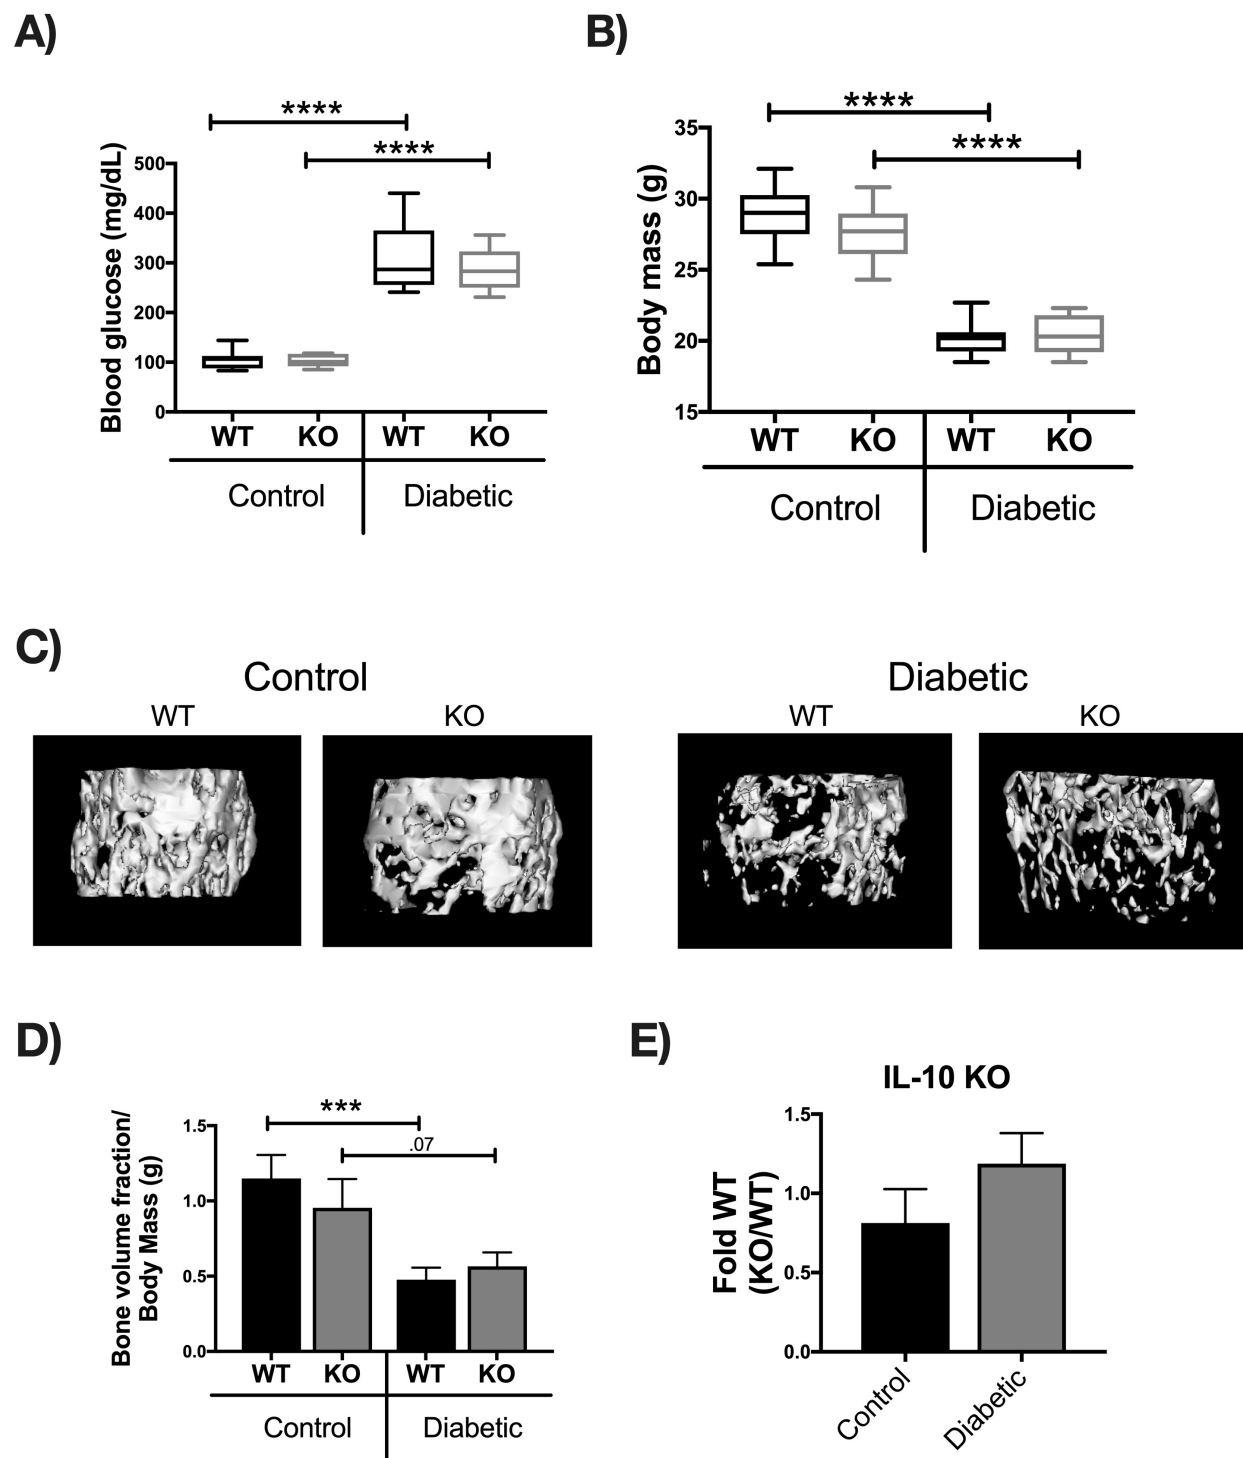 A)
B)
****
****
Blood glucose (mg/dL)
500
400
300
200
100
0
WT KO WT KO
Control Diabetic
****
****
Body mass (g)
35
30
25
20
15
WT KO WT KO
Control Diabetic
C)
Control
Diabetic
WT KO WT KO
D)
E)
***
.07
Bone volume fraction/
Body Mass (g)
1.5
1.0
0.5
0.0
WT KO WT KO
Control Diabetic
IL-10 KO
Fold WT
(KO/WT)
1.5
1.0
0.5
0.0
Control
Diabetic